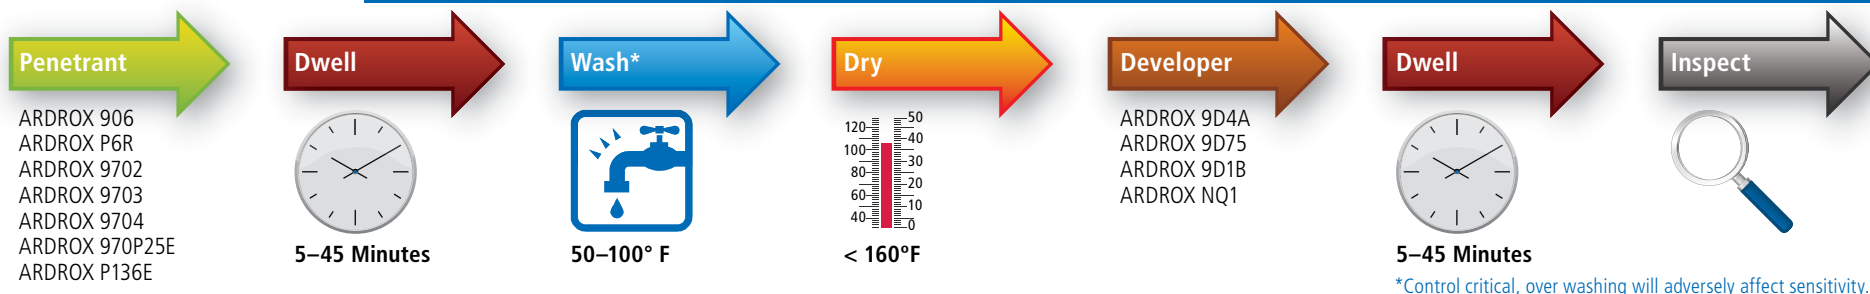 Penetrant
ARDROX 906
ARDROX P6R
ARDROX 9702
ARDROX 9703
ARDROX 9704
ARDROX 970P25E
ARDROX P136E
Dwell
5–45 Minutes
Wash*
50–100° F
Dry
120
100
80
60
40
50
40
30
20
10
0
< 160°F
Developer
ARDROX 9D4A
ARDROX 9D75
ARDROX 9D1B
ARDROX NQ1
Dwell
5–45 Minutes
Inspect
*Control critical, over washing will adversely affect sensitivity.